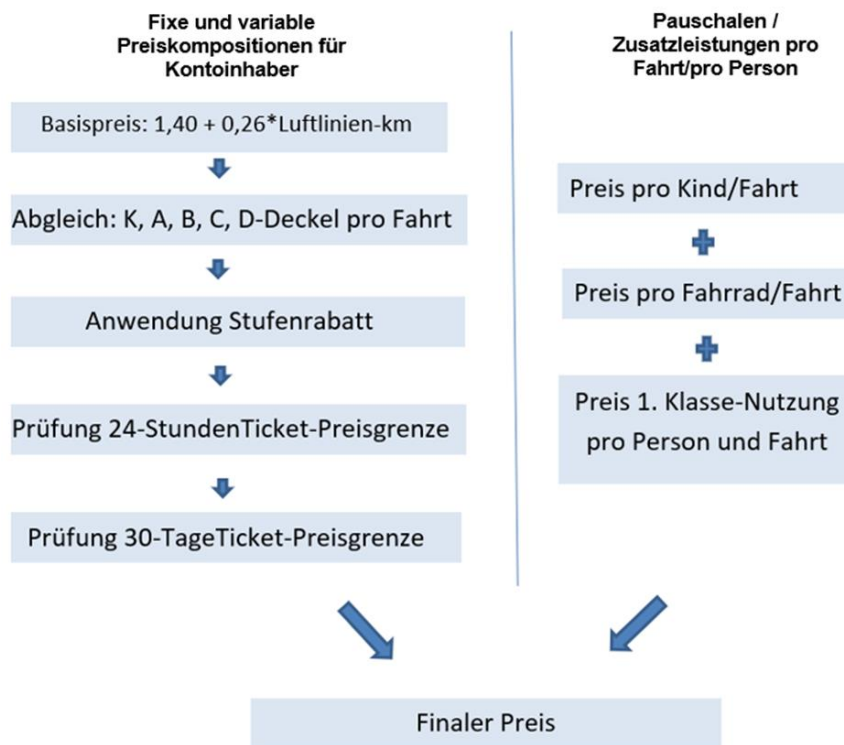 Fixe und variable
Preiskompositionen für
Kontoinhaber
Basispreis: 1,40 + 0,26*Luftlinien-km
Abgleich: K, A, B, C, D-Deckel pro Fahrt
Anwendung Stufenrabatt
Prüfung 24-StundenTicket-Preisgrenze
Prüfung 30-TageTicket-Preisgrenze
Pauschalen /
Zusatzleistungen pro
Fahrt/pro Person
Preis pro Kind/Fahrt
Preis pro Fahrrad/Fahrt
Preis 1. Klasse-Nutzung
pro Person und Fahrt
Finaler Preis